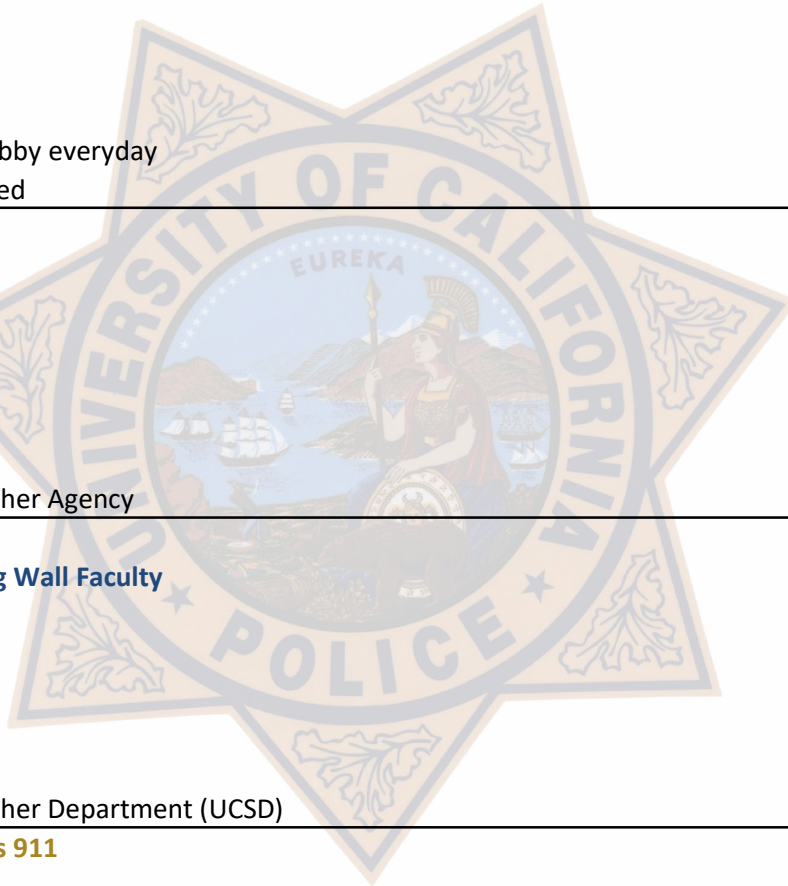 bby everyday
ed
UNIVERSITY OF CALIFORNIA
EUREKA
her Agency
g Wall Faculty
POLICE
her Department (UCSD)
s 911